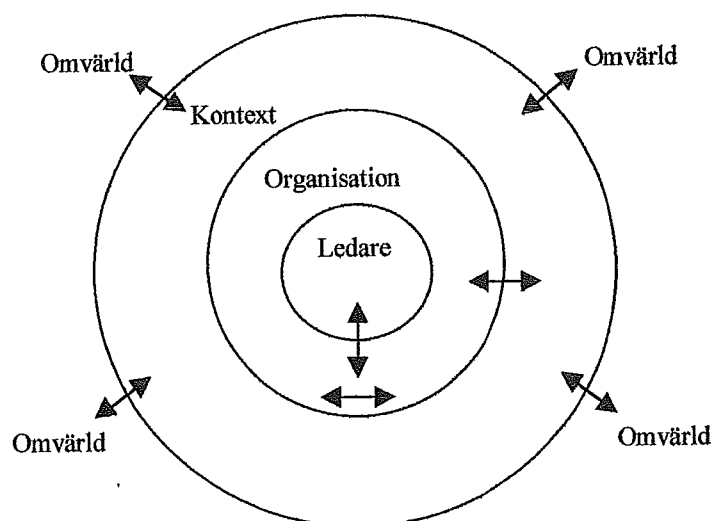 Omvärld
Omvärld
Kontext
Organisation
Ledare
Omvärld
Omvärld